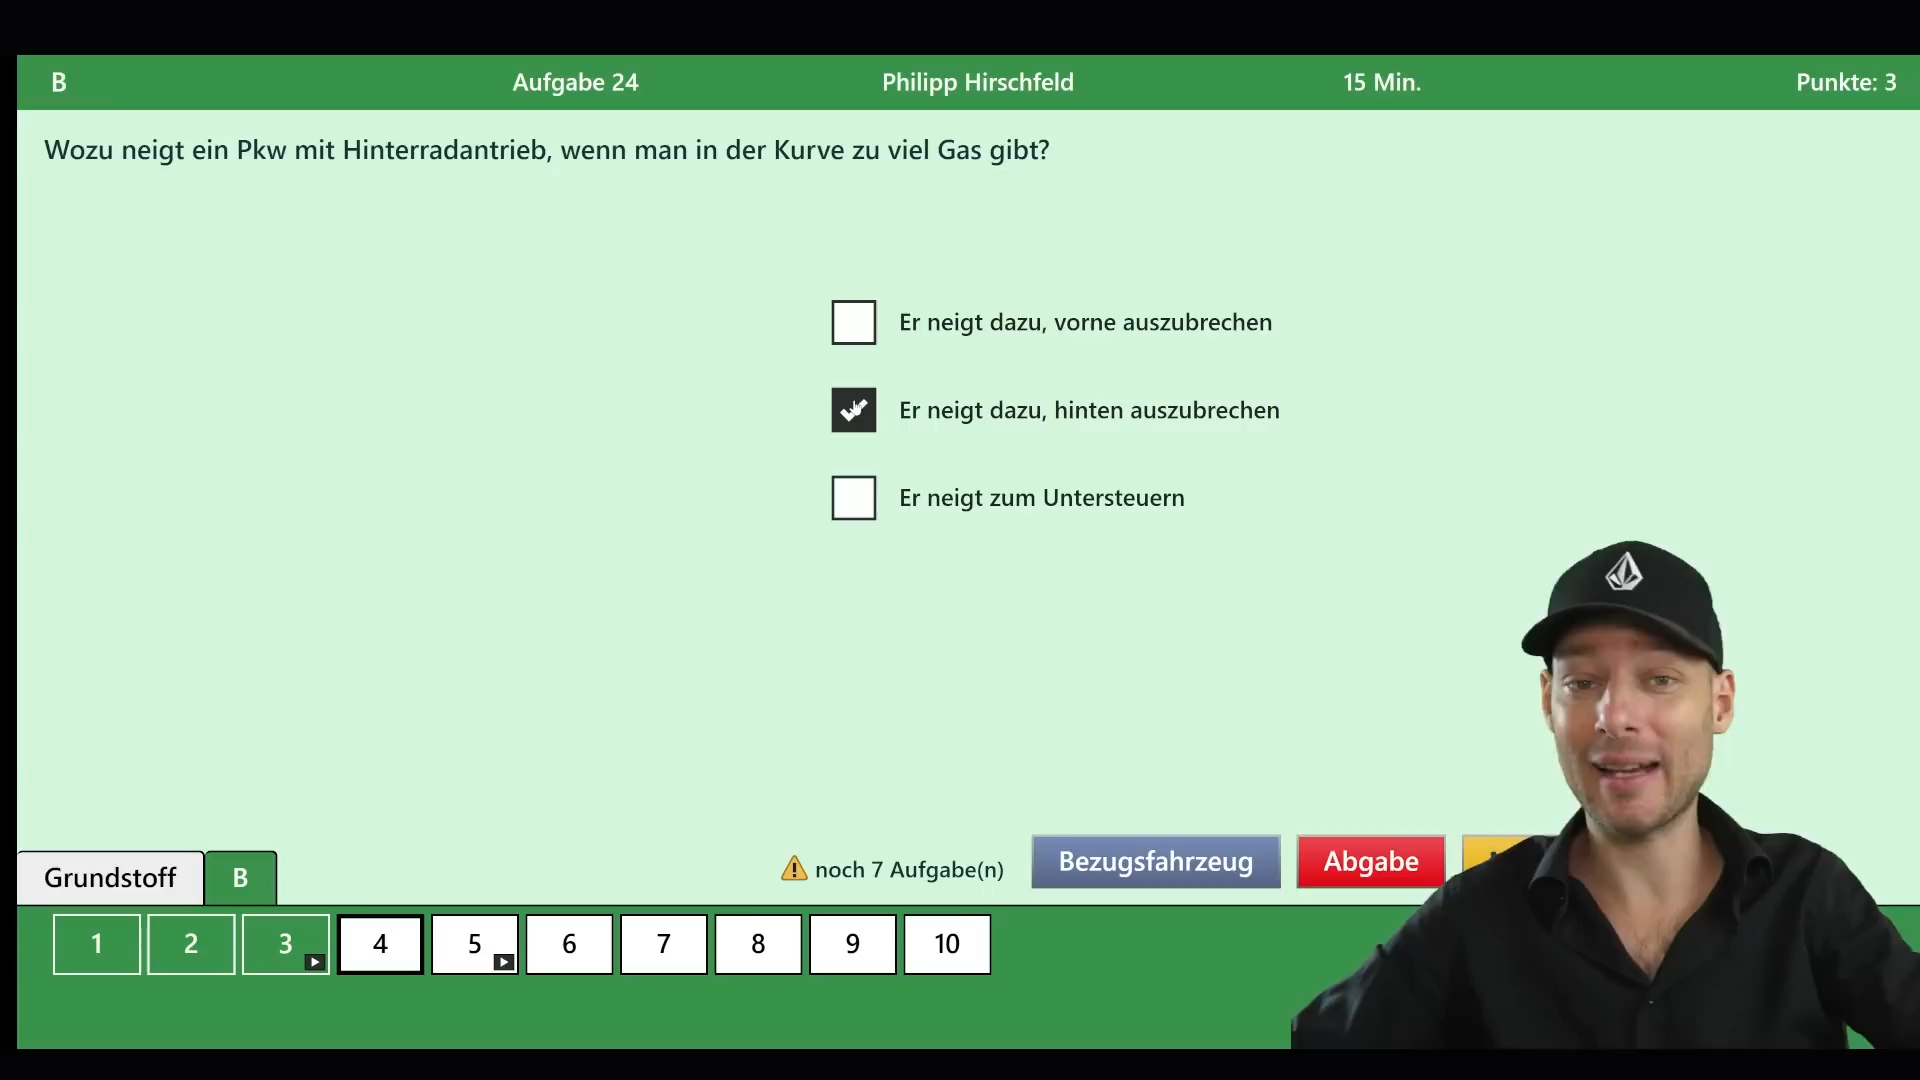 B
Aufgabe 24
Philipp Hirschfeld
15 Min.
Punkte: 3
Wozu neigt ein Pkw mit Hinterradantrieb, wenn man in der Kurve zu viel Gas gibt?
Er neigt dazu, vorne auszubrechen
Er neigt dazu, hinten auszubrechen
Er neigt zum Untersteuern
noch 7 Aufgabe(n)
Bezugsfahrzeug
Abgabe
Grundstoff
B
1
2
3
4
5
6
7
8
9
10